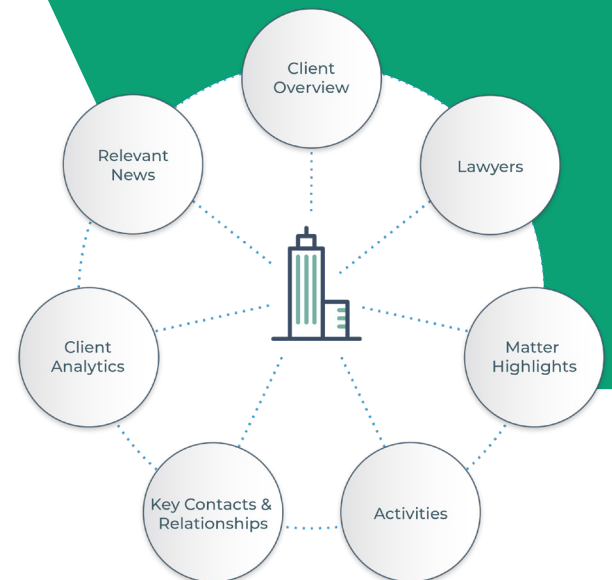 Client
Overview
Lawyers
Matter
Highlights
Activities
Key Contacts &
Relationships
Client
Analytics
Relevant
News